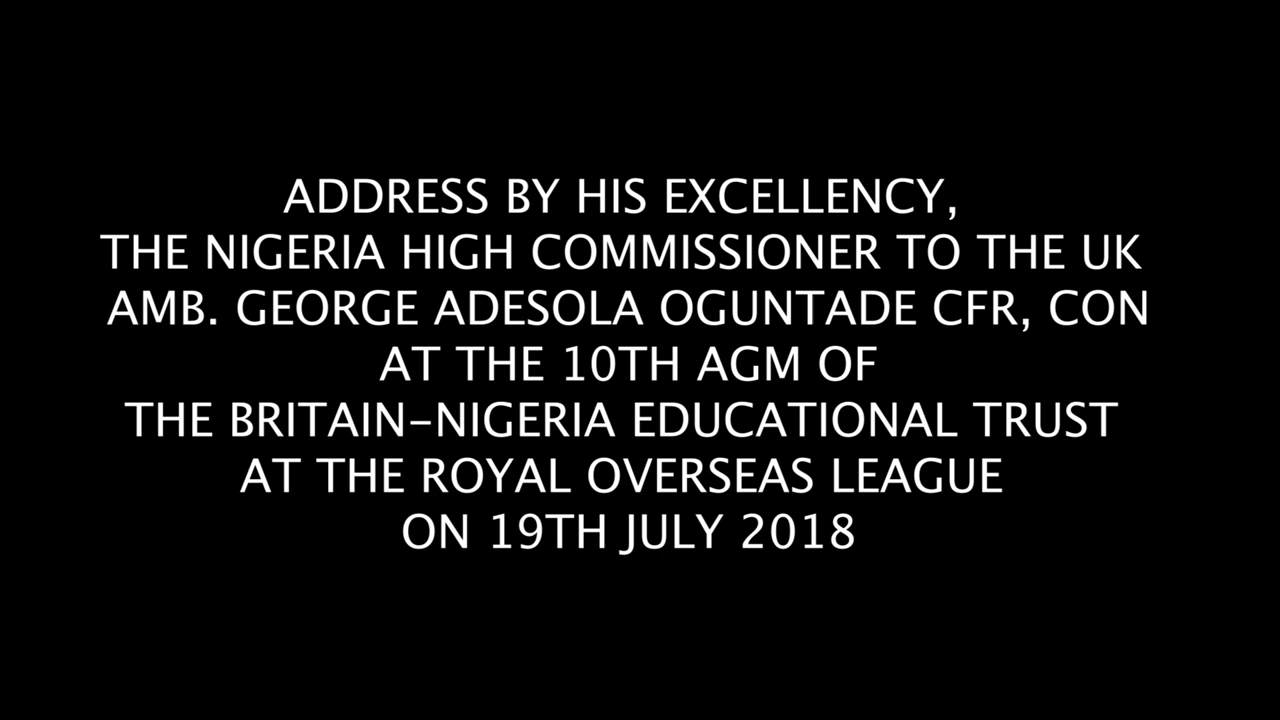 ADDRESS BY HIS EXCELLENCY,
THE NIGERIA HIGH COMMISSIONER TO THE UK
AMB. GEORGE ADESOLA OGUNTADE CFR, CON
AT THE 10TH AGM OF
THE BRITAIN-NIGERIA EDUCATIONAL TRUST
AT THE ROYAL OVERSEAS LEAGUE
ON 19TH JULY 2018